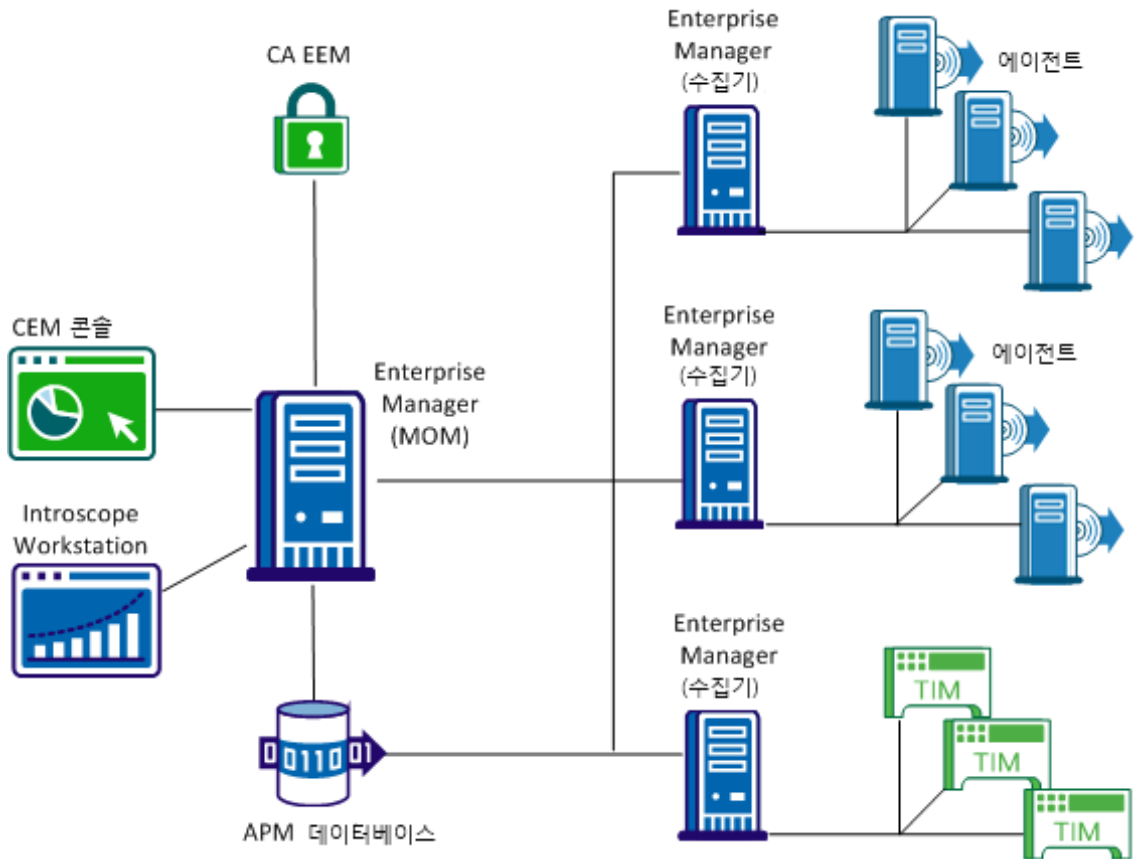 CA EEM
Enterprise
Manager
(수집기)
에이전트
CEM 콘솔
Enterprise
Manager
(MOM)
Enterprise
Manager
(수집기)
에이전트
Introscope
Workstation
Enterprise
Manager
(수집기)
TIM
TIM
TIM
0 0110 01
APM 데이터베이스